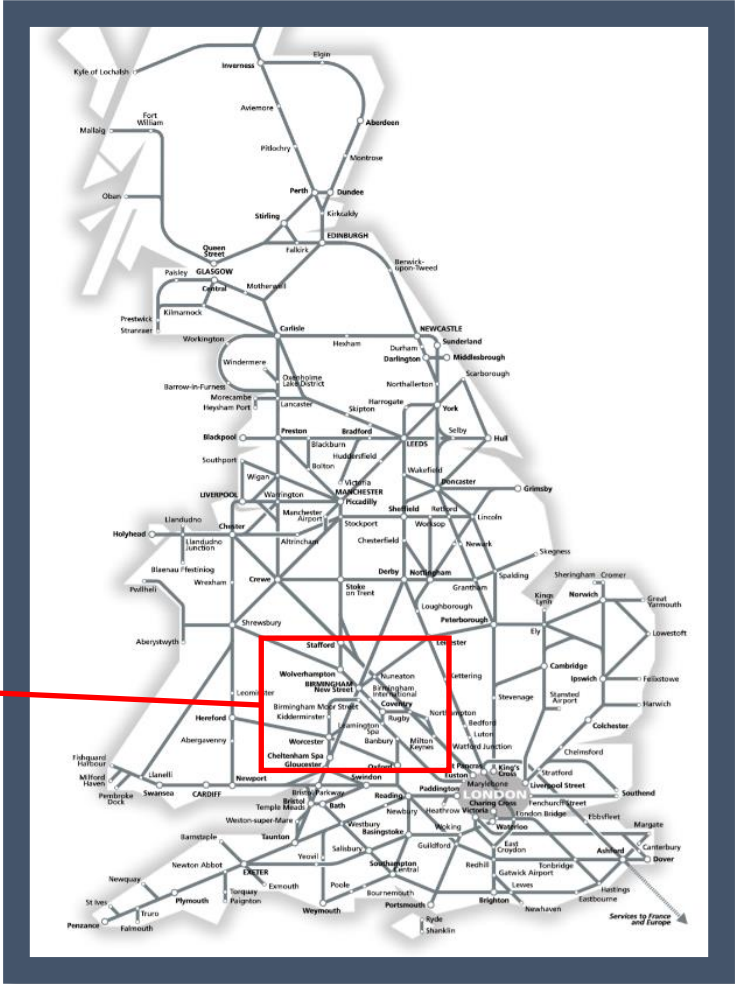 Elgin
Inverness
Kyle of Lochalsh
Aviemore
Fort
William
Aberdeen
Mallaig
Pitlochry
Montrose
Perth
Dundee
Oban
Stirling
Kirkcaldy
EDINBURGH
Queen
Street
Falkirk
Berwick-
upon-Tweed
Paisley
GLASGOW
Central
Motherwell
Kilmarnock
Prestwick
Stranraer
Carlisle
NEWCASTLE
Workington
Hexham
Sunderland
Durham
Darlington
Middlesbrough
Windermere
Scarborough
Oxenholme
Lake District
Barrow-in-Furness
Northallerton
Morecambe
Heysham Port
Lancaster
Harrogate
York
Skipton
Blackpool
Preston
Bradford
Selby
LEEDS
Hull
Blackburn
Huddersfield
Southport
Bolton
Wakefield
Wigan
Victoria
MANCHESTER
Piccadilly
Doncaster
Grimsby
LIVERPOOL
Warrington
Manchester
Airport
Sheffield
Retford
Stockport
Worksop
Lincoln
Llandudno
Chester
Holyhead
Llandudno
Junction
Altrincham
Chesterfield
Newark
Skegness
Blaenau Ffestiniog
Wrexham
Crewe
Derby
Nottingham
Spalding
Sheringham
Cromer
Pwllheli
Stoke
on Trent
Grantham
Kings
Lynn
Norwich
Great
Yarmouth
Loughborough
Shrewsbury
Peterborough
Ely
Lowestoft
Aberystwyth
Stafford
Leicester
Cambridge
Wolverhampton
Nuneaton
Kettering
Ipswich
Felixstowe
BIRMINGHAM
New Street
Birmingham
International
Leominster
Stevenage
Stansted
Airport
Harwich
Birmingham Moor Street
Coventry
Kidderminster
Rugby
Northampton
Hereford
Leamington
Spa
Bedford
Colchester
Abergavenny
Worcester
Banbury
Milton
Keynes
Luton
Watford Junction
Chelmsford
Cheltenham Spa
Gloucester
Oxford
St Pancras
King's
Cross
Euston
Stratford
Fishguard
Harbour
Milford
Haven
Llanelli
Newport
Swindon
Marylebone
Liverpool Street
Pembroke
Dock
Swansea
CARDIFF
Bristol Parkway
Reading
Paddington
LONDON
Southend
Bristol
Temple Meads
Bath
Newbury
Heathrow
Victoria
Charing Cross
Fenchurch Street
London Bridge
Ebbsfleet
Weston-super-Mare
Westbury
Basingstoke
Woking
Waterloo
Margate
Barnstaple
Taunton
Salisbury
Guildford
East
Croydon
Canterbury
Newton Abbot
Yeovil
Southampton
Central
Redhill
Tonbridge
Ashford
Dover
EXETER
Gatwick Airport
Newquay
Exmouth
Poole
Lewes
Hastings
Torquay
Paignton
Bournemouth
Eastbourne
St Ives
Plymouth
Weymouth
Portsmouth
Brighton
Newhaven
Truro
Penzance
Falmouth
Ryde
Shanklin
Services to France
and Europe